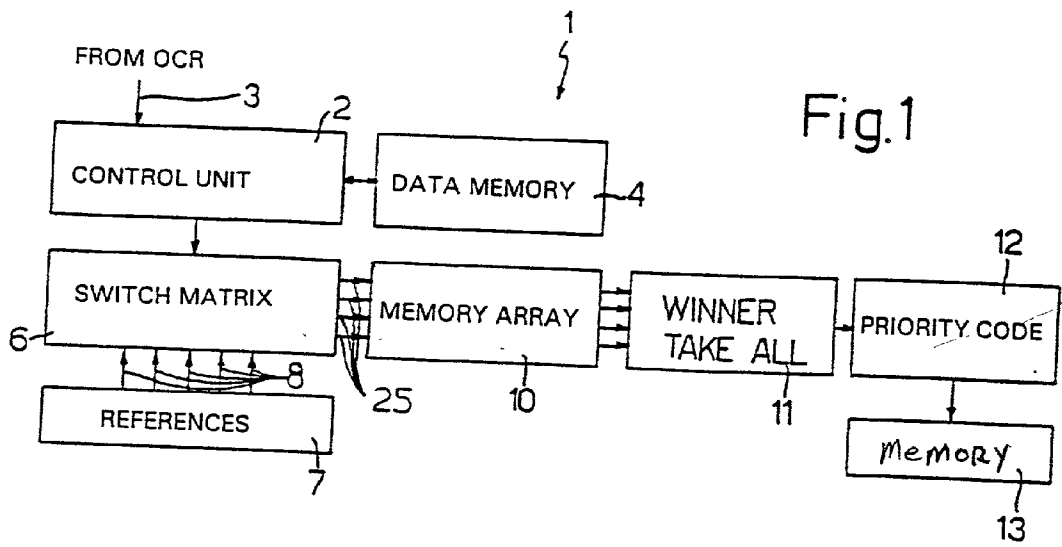 1
FROM OCR
3
2
Fig.1
CONTROL UNIT
DATA MEMORY
4
12
SWITCH MATRIX
MEMORY ARRAY
WINNER
TAKE ALL
PRIORITY CODE
6
8
25
10
11
REFERENCES
7
MeMoRy
13